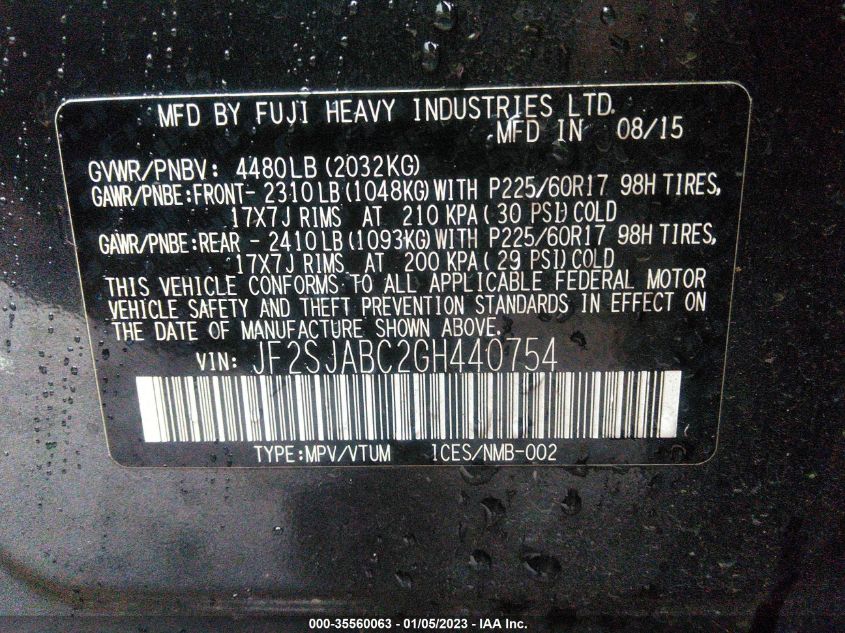 MFD BY FUJI HEAVY INDUSTRIES LTD.
MFD IN 08/15
GVWR/PNBV: 4480LB (2032KG)
GAWR/PNBE:FRONT- 2310LB (1048KG) WITH P225/60R17 98H TIRES,
17X7J RIMS AT 210 KPA ( 30 PSI) COLD
GAWR/PNBE:REAR - 2410LB (1093KG) WITH P225/60R17 98H TIRES,
17X7J RIMS AT 200 KPA (29 PSI) COLD
THIS VEHICLE CONFORMS TO ALL APPLICABLE FEDERAL MOTOR
VEHICLE SAFETY AND THEFT PREVENTION STANDARDS IN EFFECT ON
THE DATE OF MANUFACTURE SHOWN ABOVE.
VIN: JF2SJABC2GH440754
TYPE:MPV/VTUM ICES/NMB-002
000-35560063 - 01/05/2023 - IAA Inc.